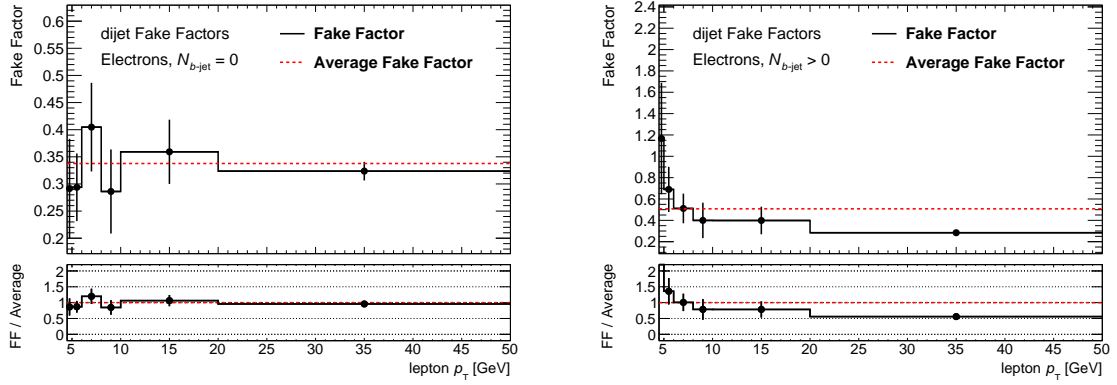 Fake Factor
0.6
0.55
0.5
0.45
0.4
0.35
0.3
0.25
0.2
dijet Fake Factors
Electrons, N_b-jet = 0
Fake Factor
Average Fake Factor
FF / Average
2
1.5
1
0.5
0
5 10 15 20 25 30 35 40 45 50
lepton p_T [GeV]
Fake Factor
2.4
2.2
2
1.8
1.6
1.4
1.2
1
0.8
0.6
0.4
0.2
dijet Fake Factors
Electrons, N_b-jet > 0
Fake Factor
Average Fake Factor
FF / Average
2
1.5
1
0.5
0
5 10 15 20 25 30 35 40 45 50
lepton p_T [GeV]